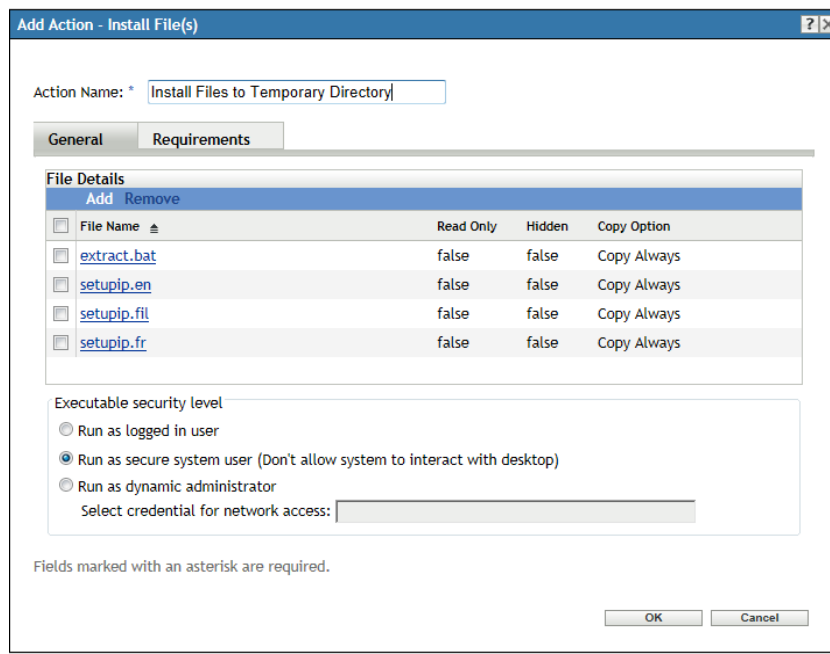 Add Action - Install File(s) ? X
Action Name: * Install Files to Temporary Directory
General Requirements
File Details
Add Remove
File Name Read Only Hidden Copy Option
extract.bat false false Copy Always
setupip.en false false Copy Always
setupip.fil false false Copy Always
setupip.fr false false Copy Always
Executable security level
Run as logged in user
Run as secure system user (Don't allow system to interact with desktop)
Run as dynamic administrator
Select credential for network access:
Fields marked with an asterisk are required.
OK Cancel